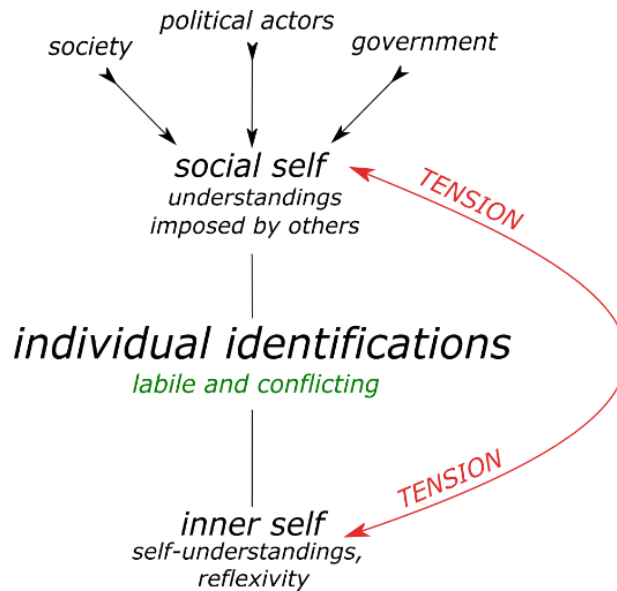 political actors
society
government
social self
understandings
imposed by others
TENSION
individual identifications
labile and conflicting
TENSION
inner self
self-understandings,
reflexivity